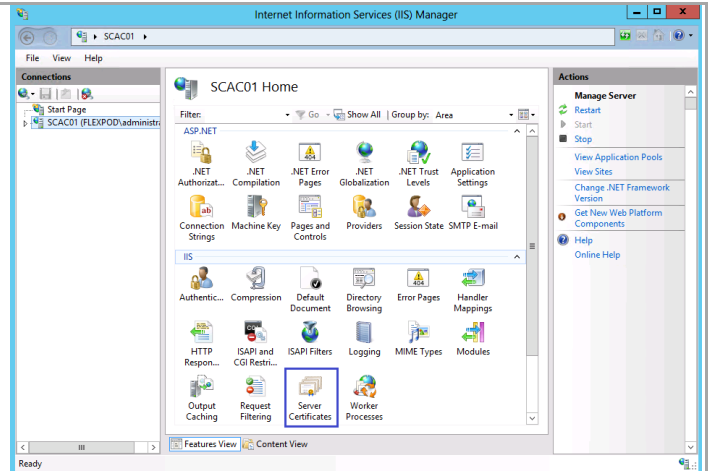 Internet Information Services (IIS) Manager
SCAC01
File View Help
Connections
Start Page
SCAC01 (FLEXPOD\administra
SCAC01 Home
Filter: Go Show All Group by: Area
ASP.NET
.NET Authorizat...
.NET Compilation
.NET Error Pages
.NET Globalization
.NET Trust Levels
Application Settings
Connection Strings
Machine Key
Pages and Controls
Providers
Session State
SMTP E-mail
IIS
Authentic...
Compression
Default Document
Directory Browsing
Error Pages
Handler Mappings
HTTP Respon...
ISAPI and CGI Restri...
ISAPI Filters
Logging
MIME Types
Modules
Output Caching
Request Filtering
Server Certificates
Worker Processes
Features View Content View
Actions
Manage Server
Restart
Start
Stop
View Application Pools
View Sites
Change .NET Framework
Version
Get New Web Platform
Components
Help
Online Help
Ready